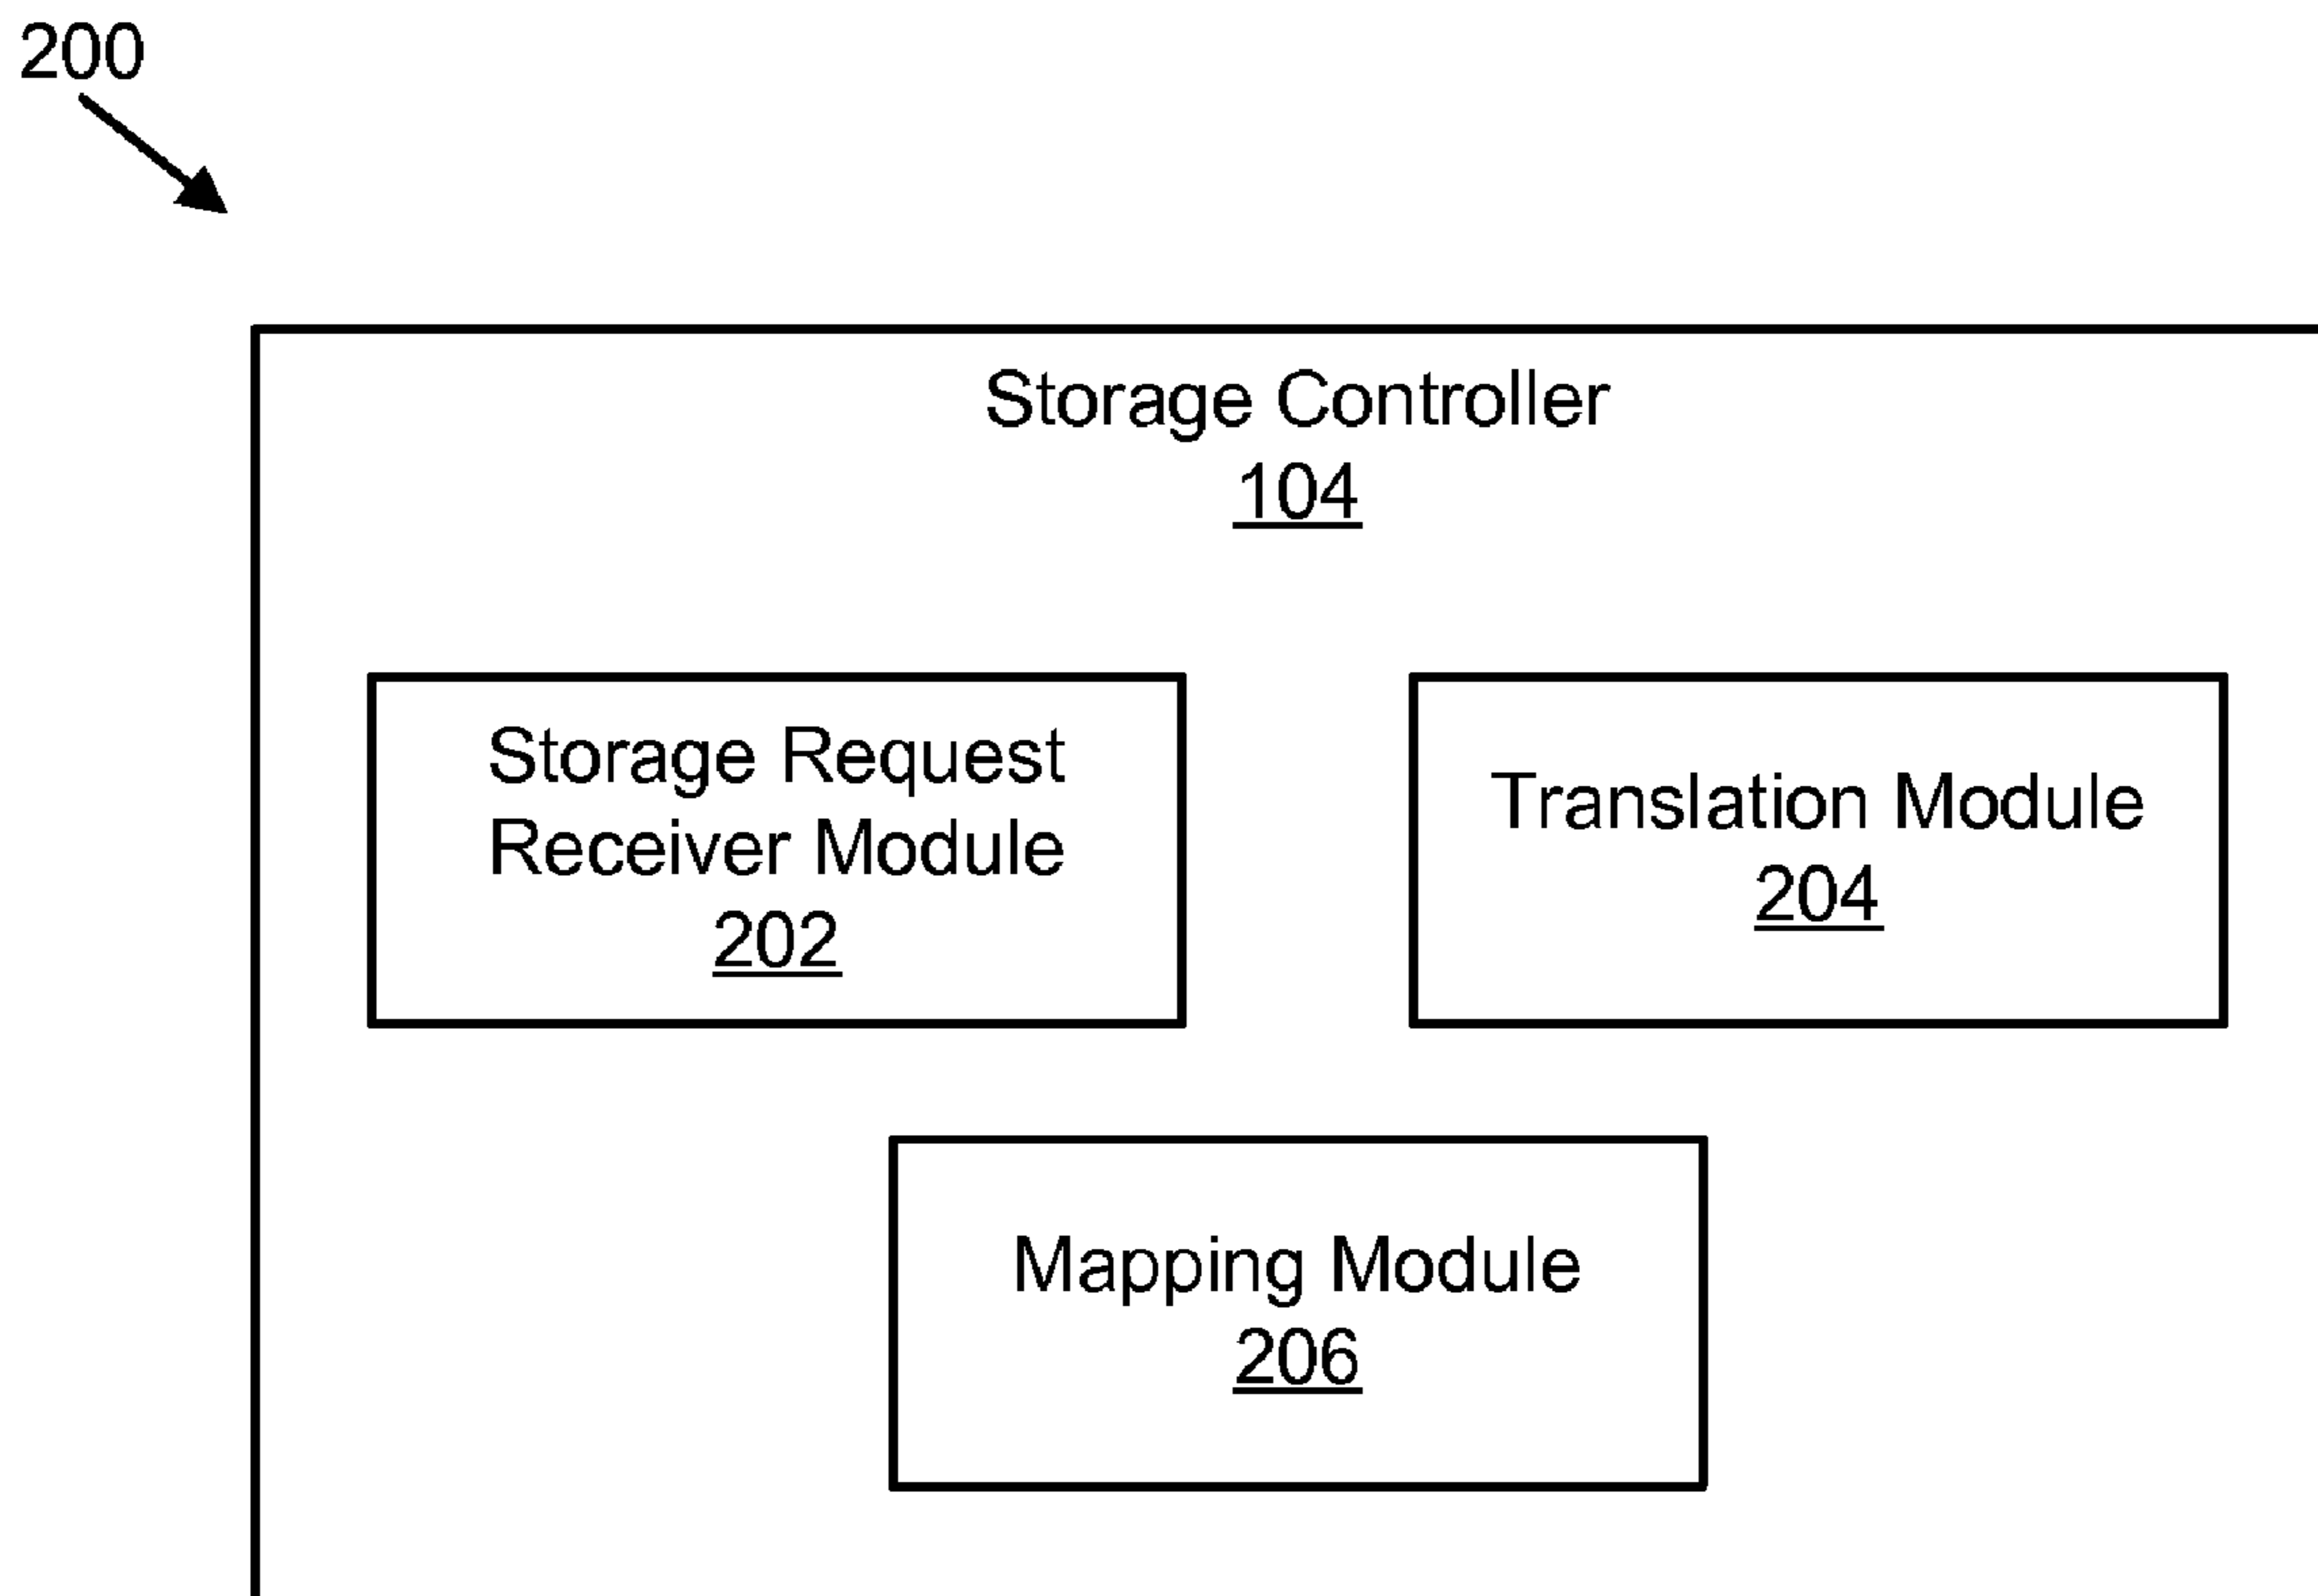 200
Storage Controller
104
Storage Request
Receiver Module
202
Translation Module
204
Mapping Module
206